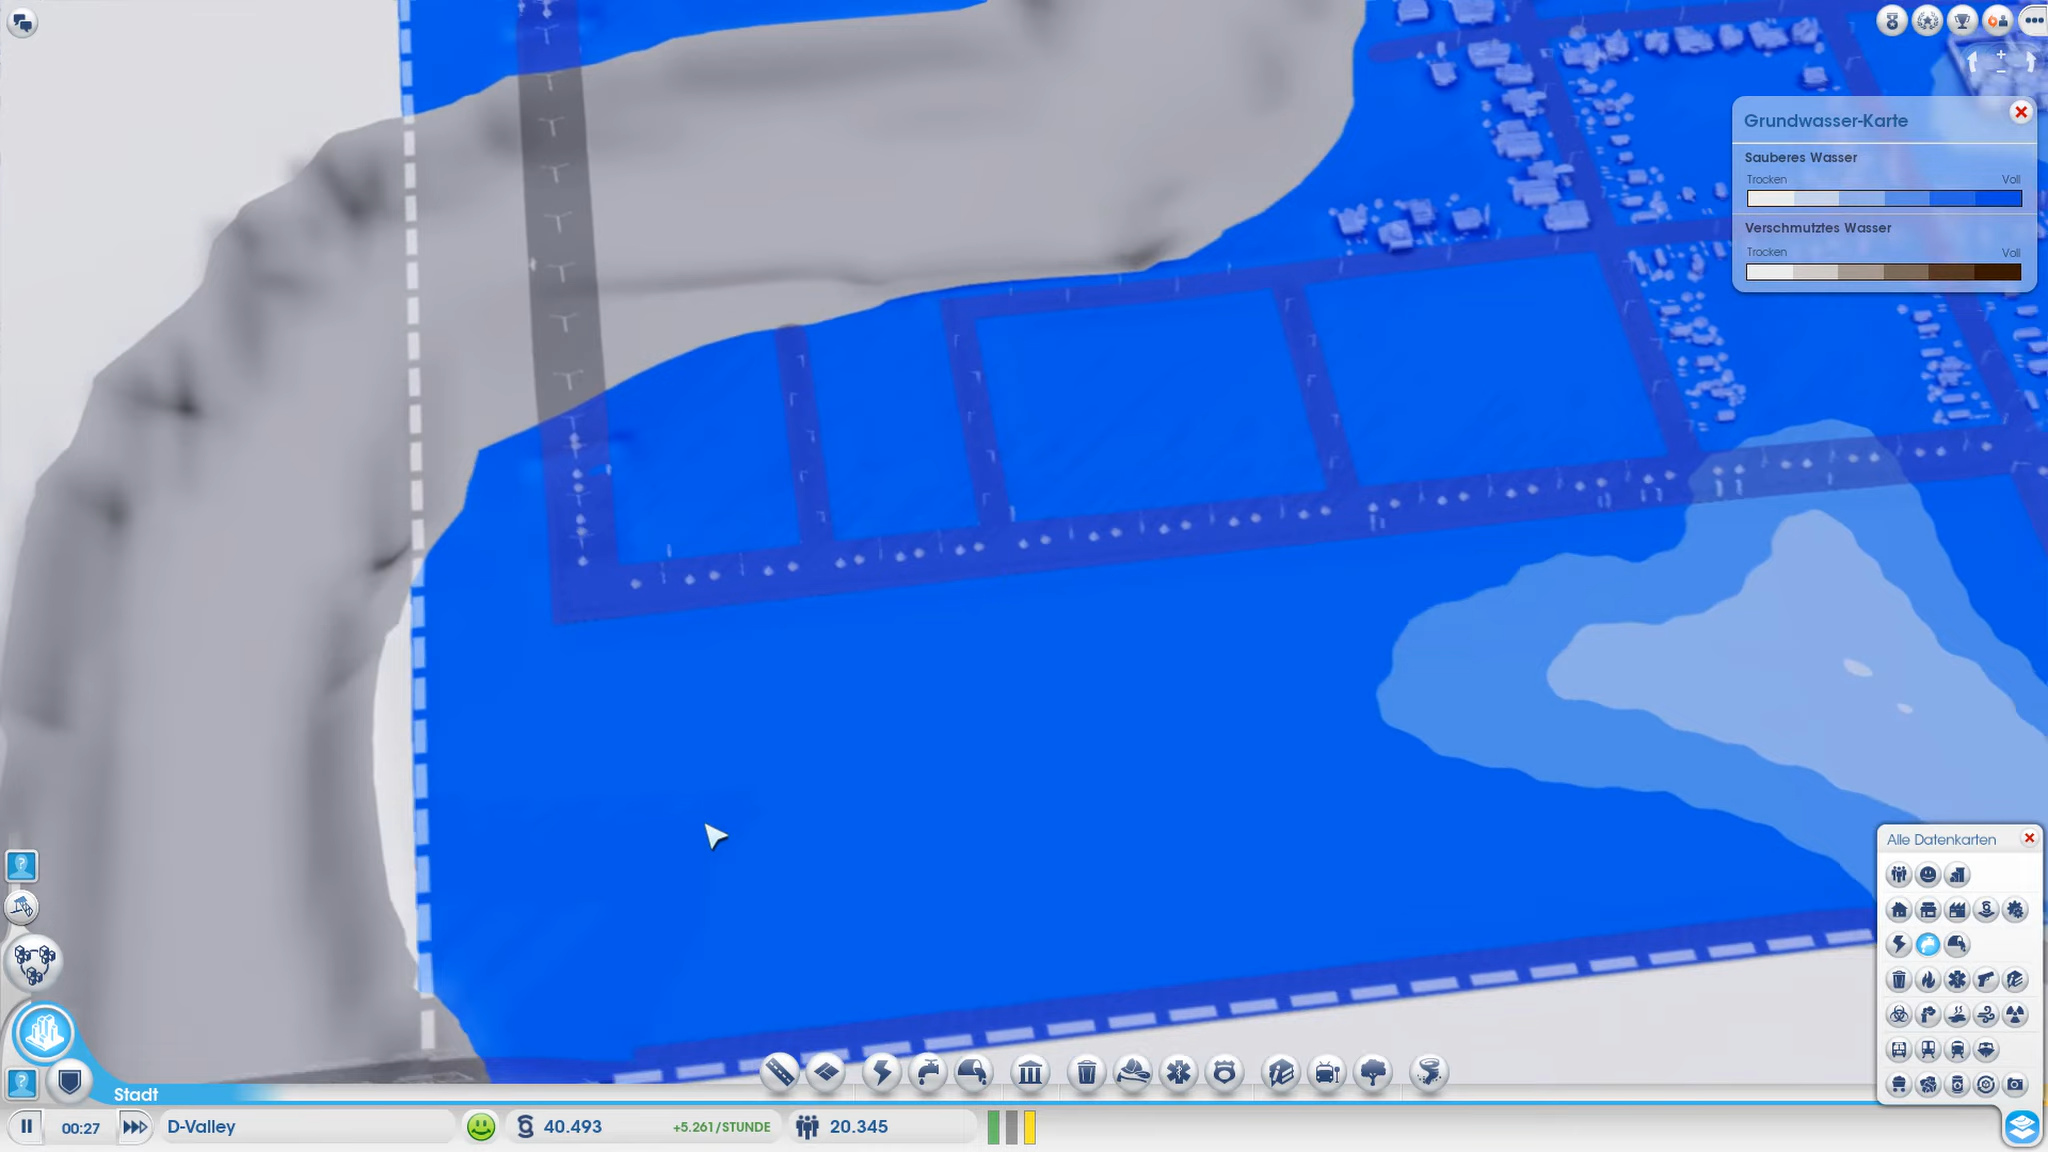 Grundwasser-Karte
Sauberes Wasser
Trocken Voll
Verschmutztes Wasser
Trocken Voll
Alle Datenkarten
Stadt
00:27 D-Valley 40.493 +5.261/STUNDE 20.345